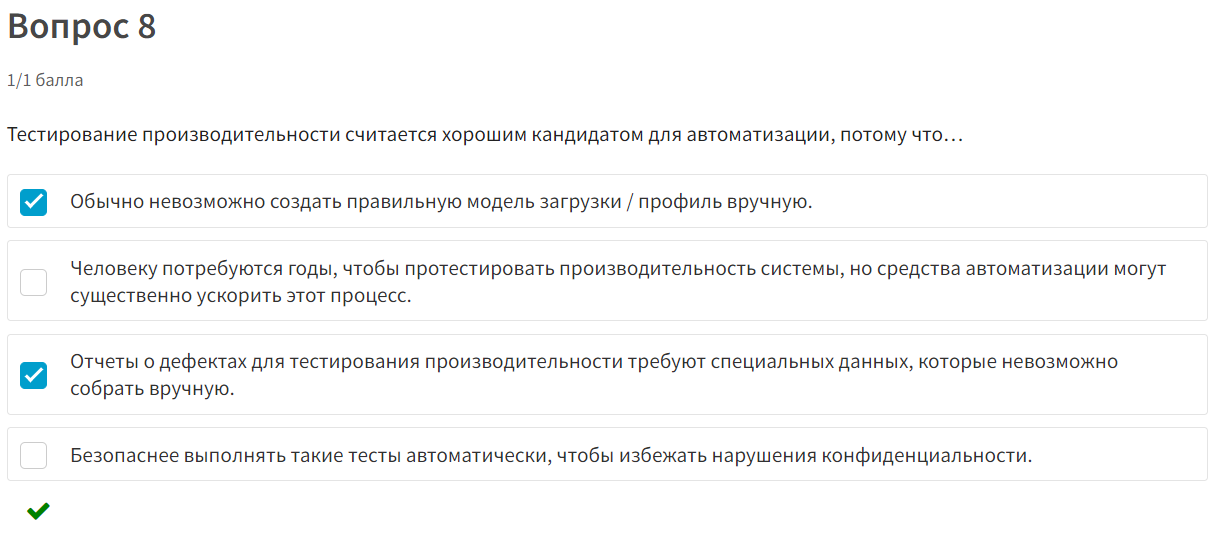 Вопрос 8
1/1 балла
Тестирование производительности считается хорошим кандидатом для автоматизации, потому что…
Обычно невозможно создать правильную модель загрузки / профиль вручную.
Человеку потребуются годы, чтобы протестировать производительность системы, но средства автоматизации могут
существенно ускорить этот процесс.
Отчеты о дефектах для тестирования производительности требуют специальных данных, которые невозможно
собрать вручную.
Безопаснее выполнять такие тесты автоматически, чтобы избежать нарушения конфиденциальности.